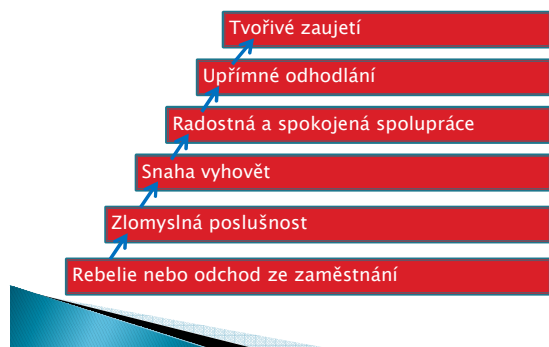 Tvořivé zaujetí
Upřímné odhodlání
Radostná a spokojená spolupráce
Snaha vyhovět
Zlomyslná poslušnost
Rebelie nebo odchod ze zaměstnání